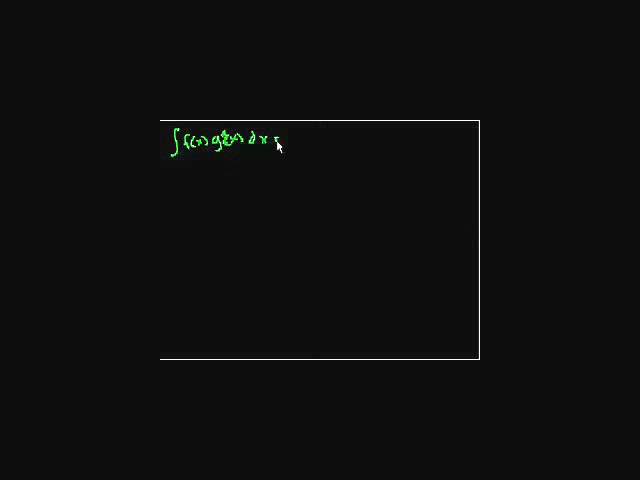 ∫ f(x) g'(x) dx =